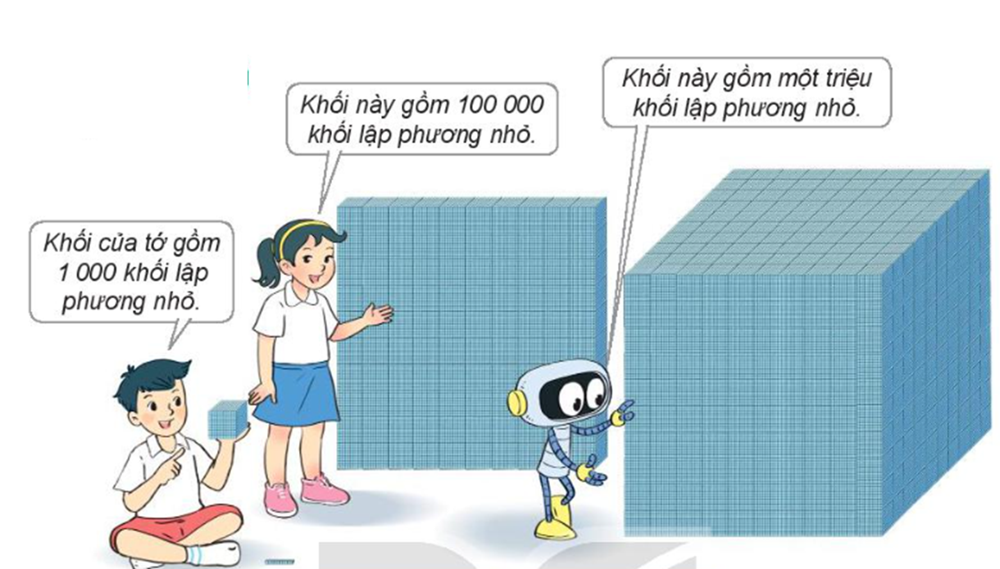 Khối này gồm một triệu
khối lập phương nhỏ.
Khối này gồm 100 000
khối lập phương nhỏ.
Khối của tớ gồm
1 000 khối lập
phương nhỏ.